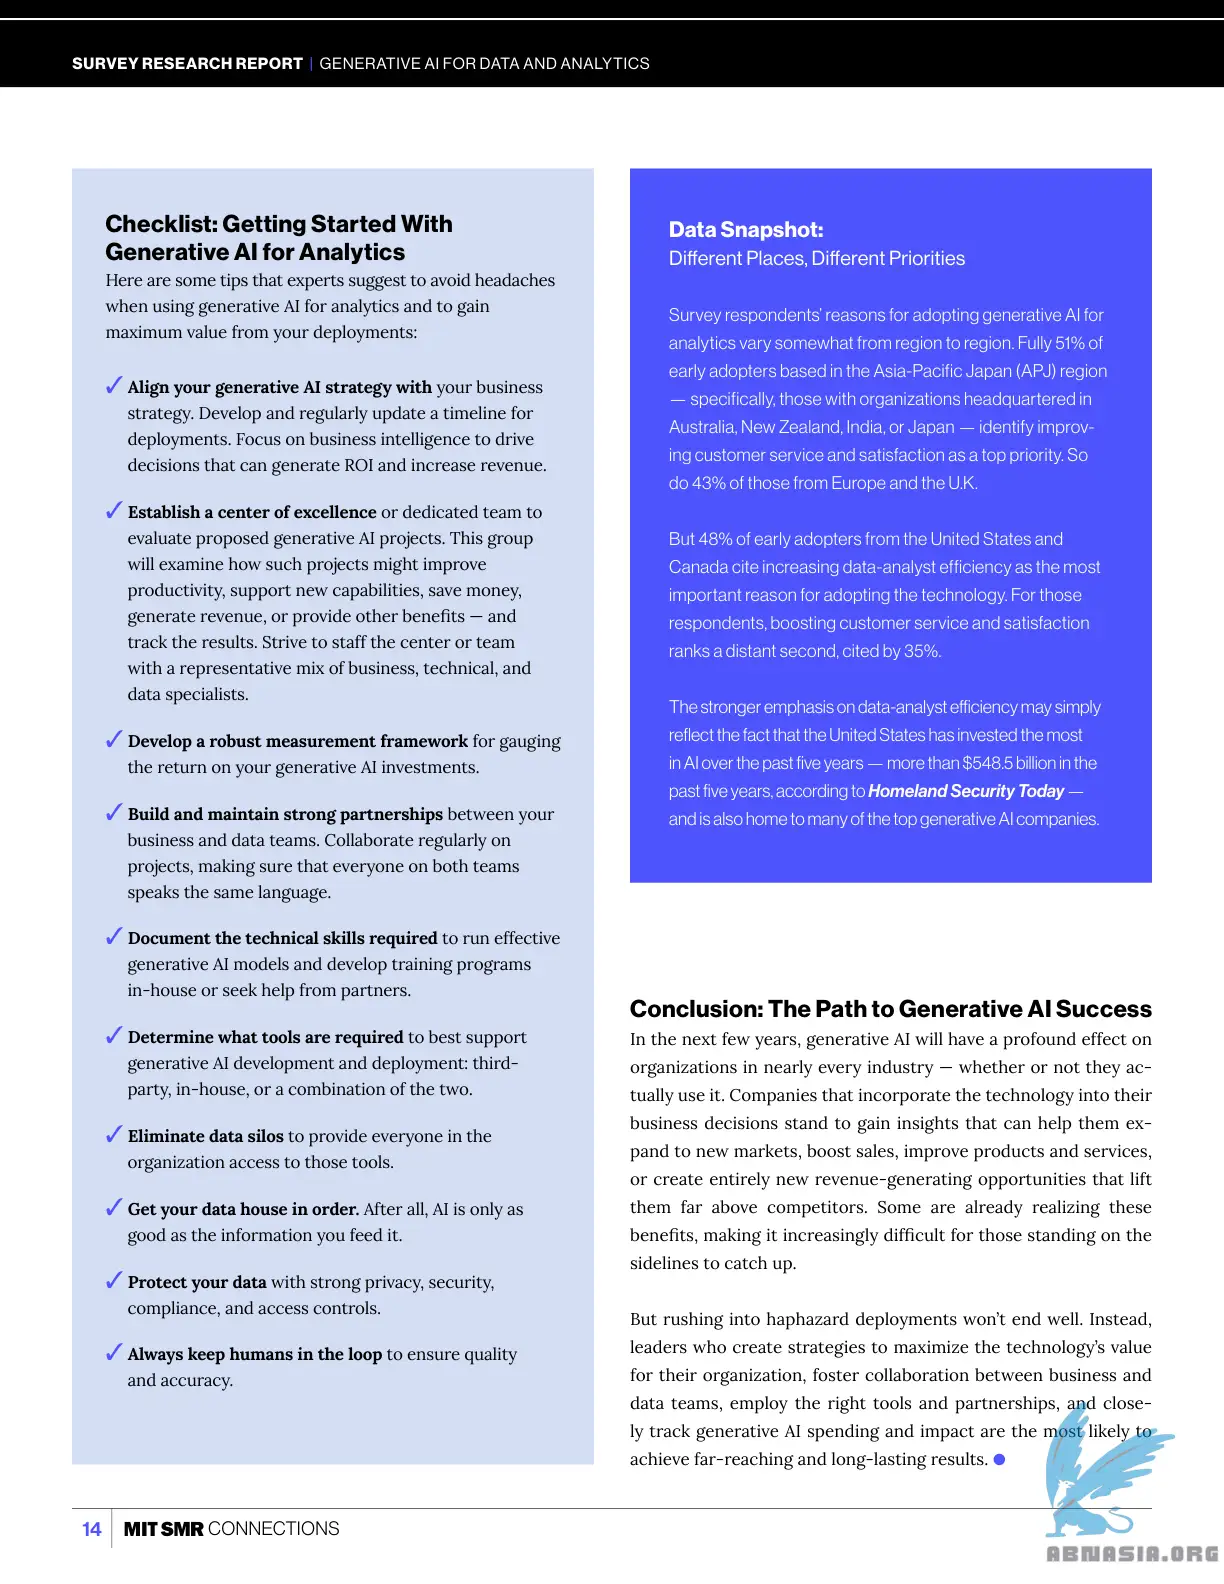 SURVEY RESEARCH REPORT | GENERATIVE AI FOR DATA AND ANALYTICS
Checklist: Getting Started With
Generative AI for Analytics
Here are some tips that experts suggest to avoid headaches
when using generative AI for analytics and to gain
maximum value from your deployments:
✓ Align your generative AI strategy with your business
strategy. Develop and regularly update a timeline for
deployments. Focus on business intelligence to drive
decisions that can generate ROI and increase revenue.
✓ Establish a center of excellence or dedicated team to
evaluate proposed generative AI projects. This group
will examine how such projects might improve
productivity, support new capabilities, save money,
generate revenue, or provide other benefits — and
track the results. Strive to staff the center or team
with a representative mix of business, technical, and
data specialists.
✓ Develop a robust measurement framework for gauging
the return on your generative AI investments.
✓ Build and maintain strong partnerships between your
business and data teams. Collaborate regularly on
projects, making sure that everyone on both teams
speaks the same language.
✓ Document the technical skills required to run effective
generative AI models and develop training programs
in-house or seek help from partners.
✓ Determine what tools are required to best support
generative AI development and deployment: third-
party, in-house, or a combination of the two.
✓ Eliminate data silos to provide everyone in the
organization access to those tools.
✓ Get your data house in order. After all, AI is only as
good as the information you feed it.
✓ Protect your data with strong privacy, security,
compliance, and access controls.
✓ Always keep humans in the loop to ensure quality
and accuracy.
Data Snapshot:
Different Places, Different Priorities
Survey respondents' reasons for adopting generative AI for
analytics vary somewhat from region to region. Fully 51% of
early adopters based in the Asia-Pacific Japan (APJ) region
— specifically, those with organizations headquartered in
Australia, New Zealand, India, or Japan — identify improv-
ing customer service and satisfaction as a top priority. So
do 43% of those from Europe and the U.K.
But 48% of early adopters from the United States and
Canada cite increasing data-analyst efficiency as the most
important reason for adopting the technology. For those
respondents, boosting customer service and satisfaction
ranks a distant second, cited by 35%.
The stronger emphasis on data-analyst efficiency may simply
reflect the fact that the United States has invested the most
in AI over the past five years — more than $548.5 billion in the
past five years, according to Homeland Security Today —
and is also home to many of the top generative AI companies.
Conclusion: The Path to Generative AI Success
In the next few years, generative AI will have a profound effect on
organizations in nearly every industry — whether or not they ac-
tually use it. Companies that incorporate the technology into their
business decisions stand to gain insights that can help them ex-
pand to new markets, boost sales, improve products and services,
or create entirely new revenue-generating opportunities that lift
them far above competitors. Some are already realizing these
benefits, making it increasingly difficult for those standing on the
sidelines to catch up.
But rushing into haphazard deployments won't end well. Instead,
leaders who create strategies to maximize the technology's value
for their organization, foster collaboration between business and
data teams, employ the right tools and partnerships, and close-
ly track generative AI spending and impact are the most likely to
achieve far-reaching and long-lasting results.
14 MIT SMR CONNECTIONS
ABNASIA.ORG